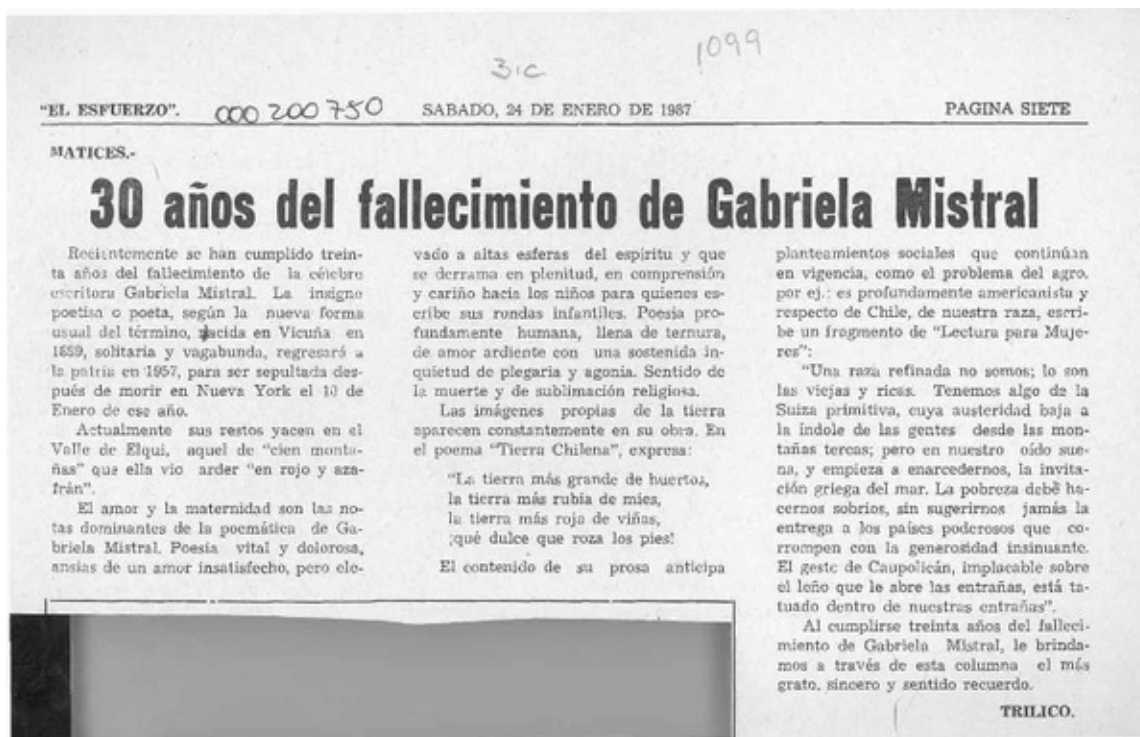 1099
31c
"EL ESFUERZO". 000 200 750 SABADO, 24 DE ENERO DE 1987 PAGINA SIETE
MATICES.-
30 años del fallecimiento de Gabriela Mistral
Recientemente se han cumplido trein-
ta años del fallecimiento de la célebre
escritora Gabriela Mistral. La insigne
poetisa o poeta, según la nueva forma
usual del término, nacida en Vicuña en
1889, solitaria y vagabunda, regresará a
la patria en 1957, para ser sepultada des-
pués de morir en Nueva York el 10 de
Enero de ese año.
Actualmente sus restos yacen en el
Valle de Elqui, aquel de "cien monta-
ñas" que ella vio arder "en rojo y aza-
frán".
El amor y la maternidad son las no-
tas dominantes de la poemática de Ga-
briela Mistral. Poesía vital y dolorosa,
ansias de un amor insatisfecho, pero ele-
vado a altas esferas del espíritu y que
se derrama en plenitud, en comprensión
y cariño hacia los niños para quienes es-
cribe sus rondas infantiles. Poesía pro-
fundamente humana, llena de ternura,
de amor ardiente con una sostenida in-
quietud de plegaria y agonía. Sentido de
la muerte y de sublimación religiosa.
Las imágenes propias de la tierra
aparecen constantemente en su obra. En
el poema "Tierra Chilena", expresa:
"La tierra más grande de huertos,
la tierra más rubia de mies,
la tierra más roja de viñas,
¡qué dulce que roza los pies!
El contenido de su prosa anticipa
planteamientos sociales que continúan
en vigencia, como el problema del agro,
por ej.: es profundamente americanista y
respecto de Chile, de nuestra raza, escri-
be un fragmento de "Lectura para Muje-
res":
"Una raza refinada no somos; lo son
las viejas y ricas. Tenemos algo de la
Suiza primitiva, cuya austeridad baja a
la índole de las gentes desde las mon-
tañas tercas; pero en nuestro oído sue-
na, y empieza a enardecernos, la invita-
ción griega del mar. La pobreza debe ha-
cernos sobrios, sin sugerirnos jamás la
entrega a los países poderosos que co-
rrompen con la generosidad insinuante.
El gesto de Caupolicán, implacable sobre
el leño que le abre las entrañas, está ta-
tuado dentro de nuestras entrañas".
Al cumplirse treinta años del falleci-
miento de Gabriela Mistral, le brinda-
mos a través de esta columna el más
grato, sincero y sentido recuerdo.
TRILICO.